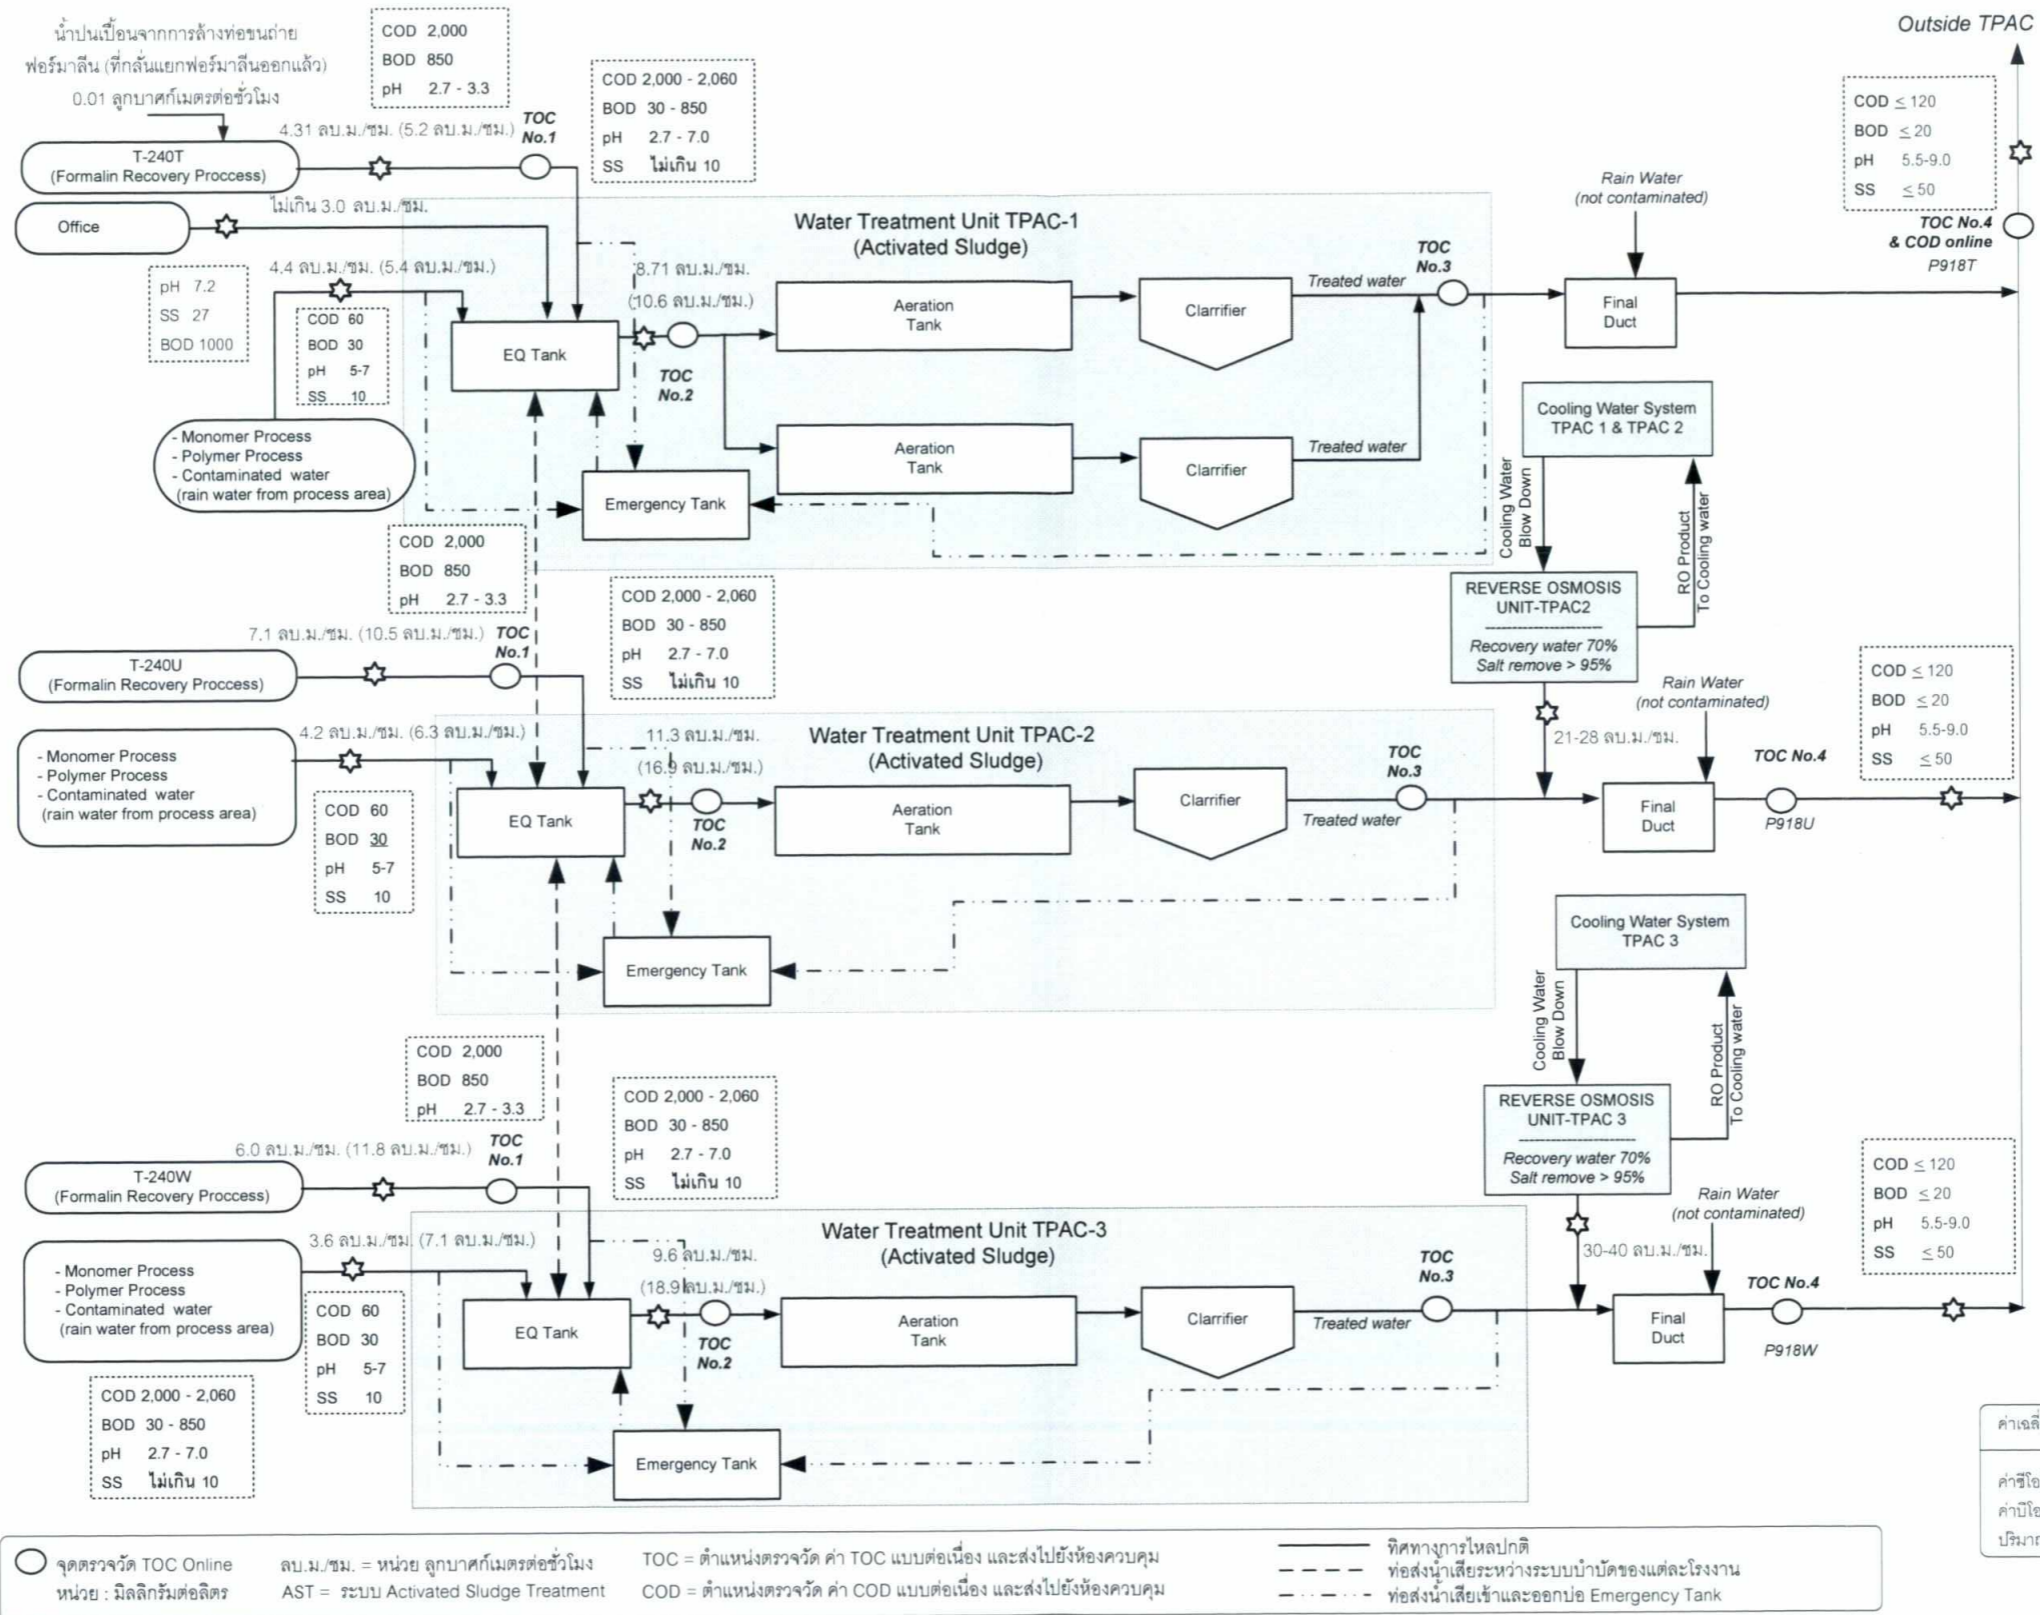 น้ำปนเปื้อนจากการล้างท่อขนถ่าย
ฟอร์มาลีน (ที่กลั่นแยกฟอร์มาลีนออกแล้ว)
0.01 ลูกบาศก์เมตรต่อชั่วโมง
COD 2,000
BOD 850
pH 2.7 - 3.3
COD 2,000 - 2,060
BOD 30 - 850
pH 2.7 - 7.0
SS ไม่เกิน 10
Outside TPAC
COD ≤ 120
BOD ≤ 20
pH 5.5-9.0
SS ≤ 50
TOC No.4
& COD online
P918T
4.31 ลบ.ม./ซม. (5.2 ลบ.ม./ซม.)
TOC
No.1
T-240T
(Formalin Recovery Proccess)
Office
ไม่เกิน 3.0 ลบ.ม./ซม.
pH 7.2
SS 27
BOD 1000
4.4 ลบ.ม./ซม. (5.4 ลบ.ม./ซม.)
COD 60
BOD 30
pH 5-7
SS 10
- Monomer Process
- Polymer Process
- Contaminated water
(rain water from process area)
Water Treatment Unit TPAC-1
(Activated Sludge)
8.71 ลบ.ม./ซม.
(10.6 ลบ.ม./ซม.)
EQ Tank
TOC
No.2
Aeration
Tank
Clarrifier
Treated water
TOC
No.3
Aeration
Tank
Clarrifier
Treated water
Emergency Tank
Rain Water
(not contaminated)
Final
Duct
Cooling Water System
TPAC 1 & TPAC 2
Cooling Water
Blow Down
RO Product
To Cooling water
REVERSE OSMOSIS
UNIT-TPAC2
Recovery water 70%
Salt remove > 95%
COD 2,000
BOD 850
pH 2.7 - 3.3
COD 2,000 - 2,060
BOD 30 - 850
pH 2.7 - 7.0
SS ไม่เกิน 10
7.1 ลบ.ม./ซม. (10.5 ลบ.ม./ซม.)
TOC
No.1
T-240U
(Formalin Recovery Proccess)
4.2 ลบ.ม./ซม. (6.3 ลบ.ม./ซม.)
- Monomer Process
- Polymer Process
- Contaminated water
(rain water from process area)
COD 60
BOD 30
pH 5-7
SS 10
Water Treatment Unit TPAC-2
(Activated Sludge)
11.3 ลบ.ม./ซม.
(16.9 ลบ.ม./ซม.)
EQ Tank
TOC
No.2
Aeration
Tank
Clarrifier
Treated water
TOC
No.3
Emergency Tank
21-28 ลบ.ม./ซม.
Rain Water
(not contaminated)
Final
Duct
TOC No.4
P918U
COD ≤ 120
BOD ≤ 20
pH 5.5-9.0
SS ≤ 50
Cooling Water System
TPAC 3
Cooling Water
Blow Down
RO Product
To Cooling water
REVERSE OSMOSIS
UNIT-TPAC 3
Recovery water 70%
Salt remove > 95%
COD 2,000
BOD 850
pH 2.7 - 3.3
COD 2,000 - 2,060
BOD 30 - 850
pH 2.7 - 7.0
SS ไม่เกิน 10
6.0 ลบ.ม./ซม. (11.8 ลบ.ม./ซม.)
TOC
No.1
T-240W
(Formalin Recovery Proccess)
3.6 ลบ.ม./ซม. (7.1 ลบ.ม./ซม.)
- Monomer Process
- Polymer Process
- Contaminated water
(rain water from process area)
COD 60
BOD 30
pH 5-7
SS 10
COD 2,000 - 2,060
BOD 30 - 850
pH 2.7 - 7.0
SS ไม่เกิน 10
Water Treatment Unit TPAC-3
(Activated Sludge)
9.6 ลบ.ม./ซม.
(18.9 ลบ.ม./ซม.)
EQ Tank
TOC
No.2
Aeration
Tank
Clarrifier
Treated water
TOC
No.3
Emergency Tank
30-40 ลบ.ม./ซม.
Rain Water
(not contaminated)
Final
Duct
TOC No.4
P918W
COD ≤ 120
BOD ≤ 20
pH 5.5-9.0
SS ≤ 50
จุดตรวจวัด TOC Online
หน่วย : มิลลิกรัมต่อลิตร
ลบ.ม./ซม. = หน่วย ลูกบาศก์เมตรต่อชั่วโมง
AST = ระบบ Activated Sludge Treatment
TOC = ตำแหน่งตรวจวัด ค่า TOC แบบต่อเนื่อง และส่งไปยังห้องควบคุม
COD = ตำแหน่งตรวจวัด ค่า COD แบบต่อเนื่อง และส่งไปยังห้องควบคุม
ทิศทางการไหลปกติ
ท่อส่งน้ำเสียระหว่างระบบบำบัดของแต่ละโรงงาน
ท่อส่งน้ำเสียเข้าและออกบ่อ Emergency Tank